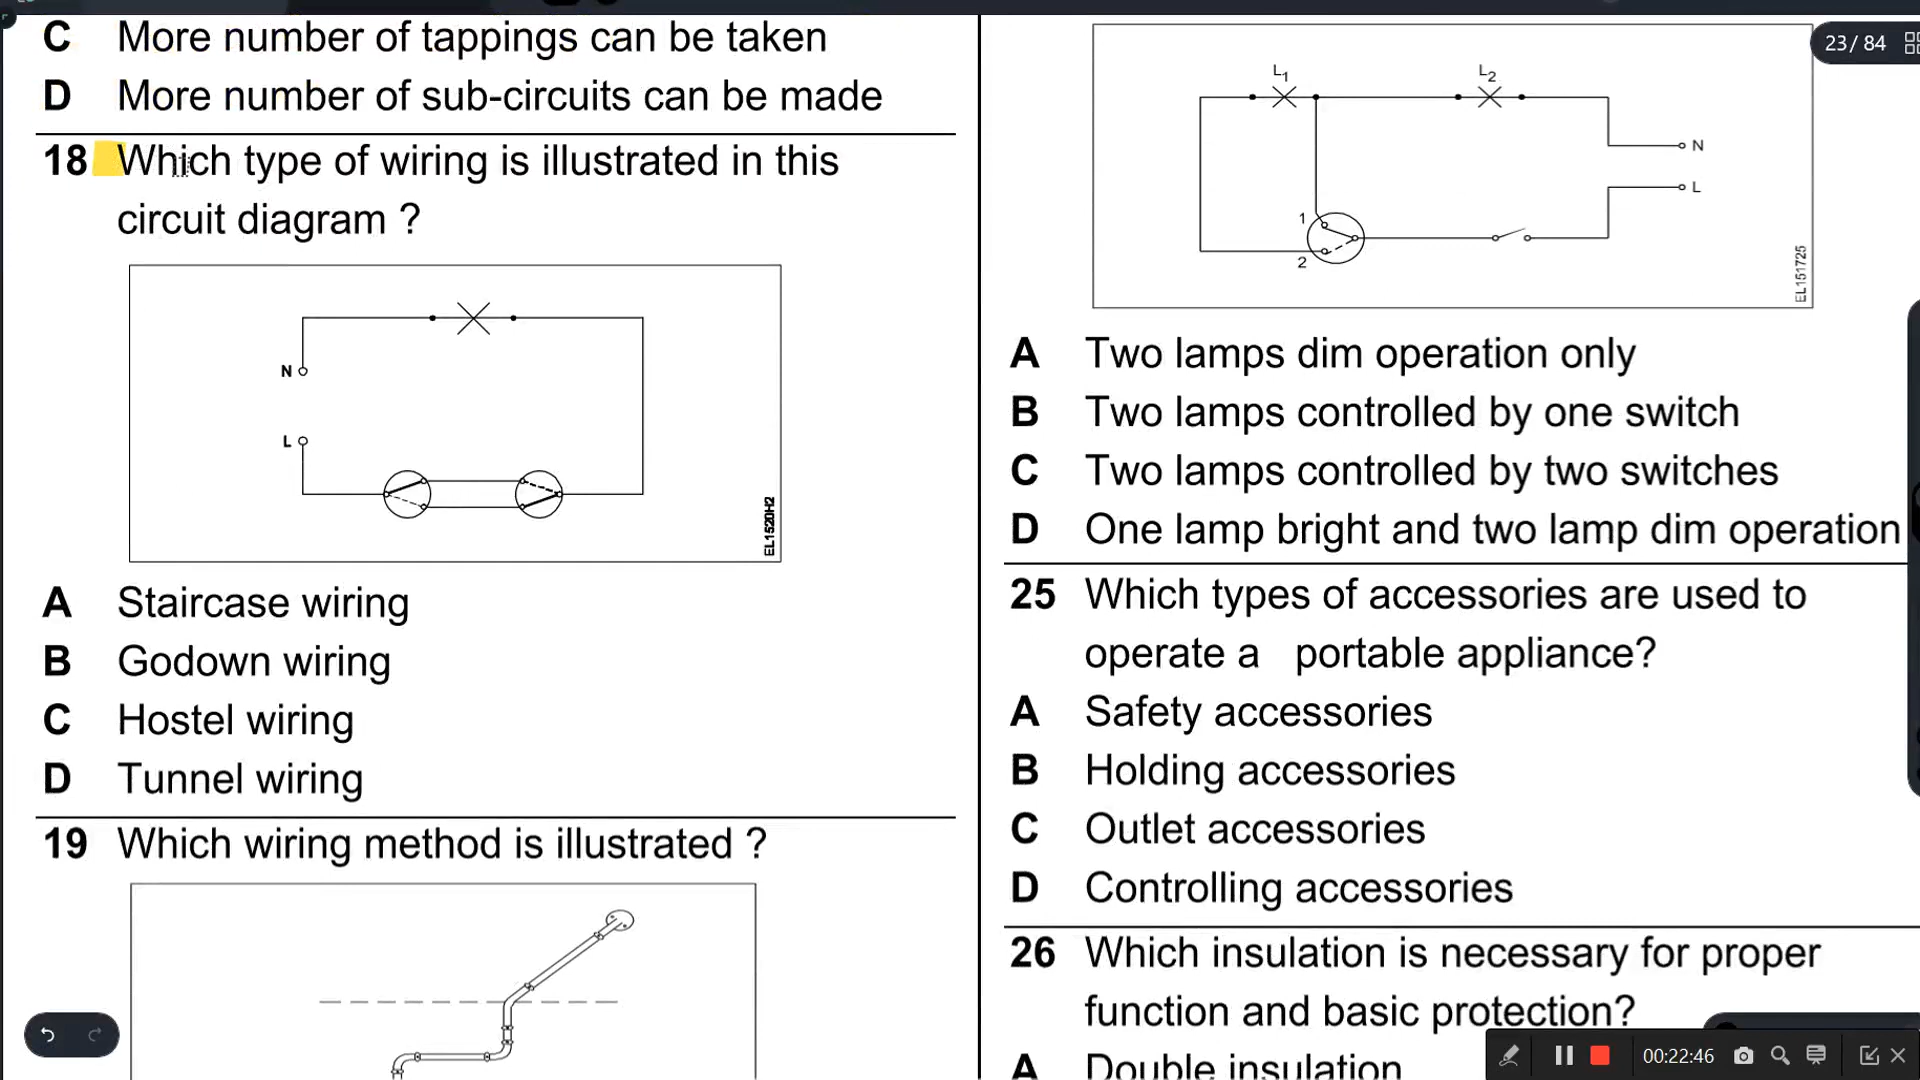 C More number of tappings can be taken
D More number of sub-circuits can be made
18 Which type of wiring is illustrated in this
circuit diagram ?
N
L
EL1520H2
A Staircase wiring
B Godown wiring
C Hostel wiring
D Tunnel wiring
19 Which wiring method is illustrated ?
23 / 84
L1
L2
N
L
1
2
EL151725
A Two lamps dim operation only
B Two lamps controlled by one switch
C Two lamps controlled by two switches
D One lamp bright and two lamp dim operation
25 Which types of accessories are used to
operate a portable appliance?
A Safety accessories
B Holding accessories
C Outlet accessories
D Controlling accessories
26 Which insulation is necessary for proper
function and basic protection?
A Double insulation
00:22:46